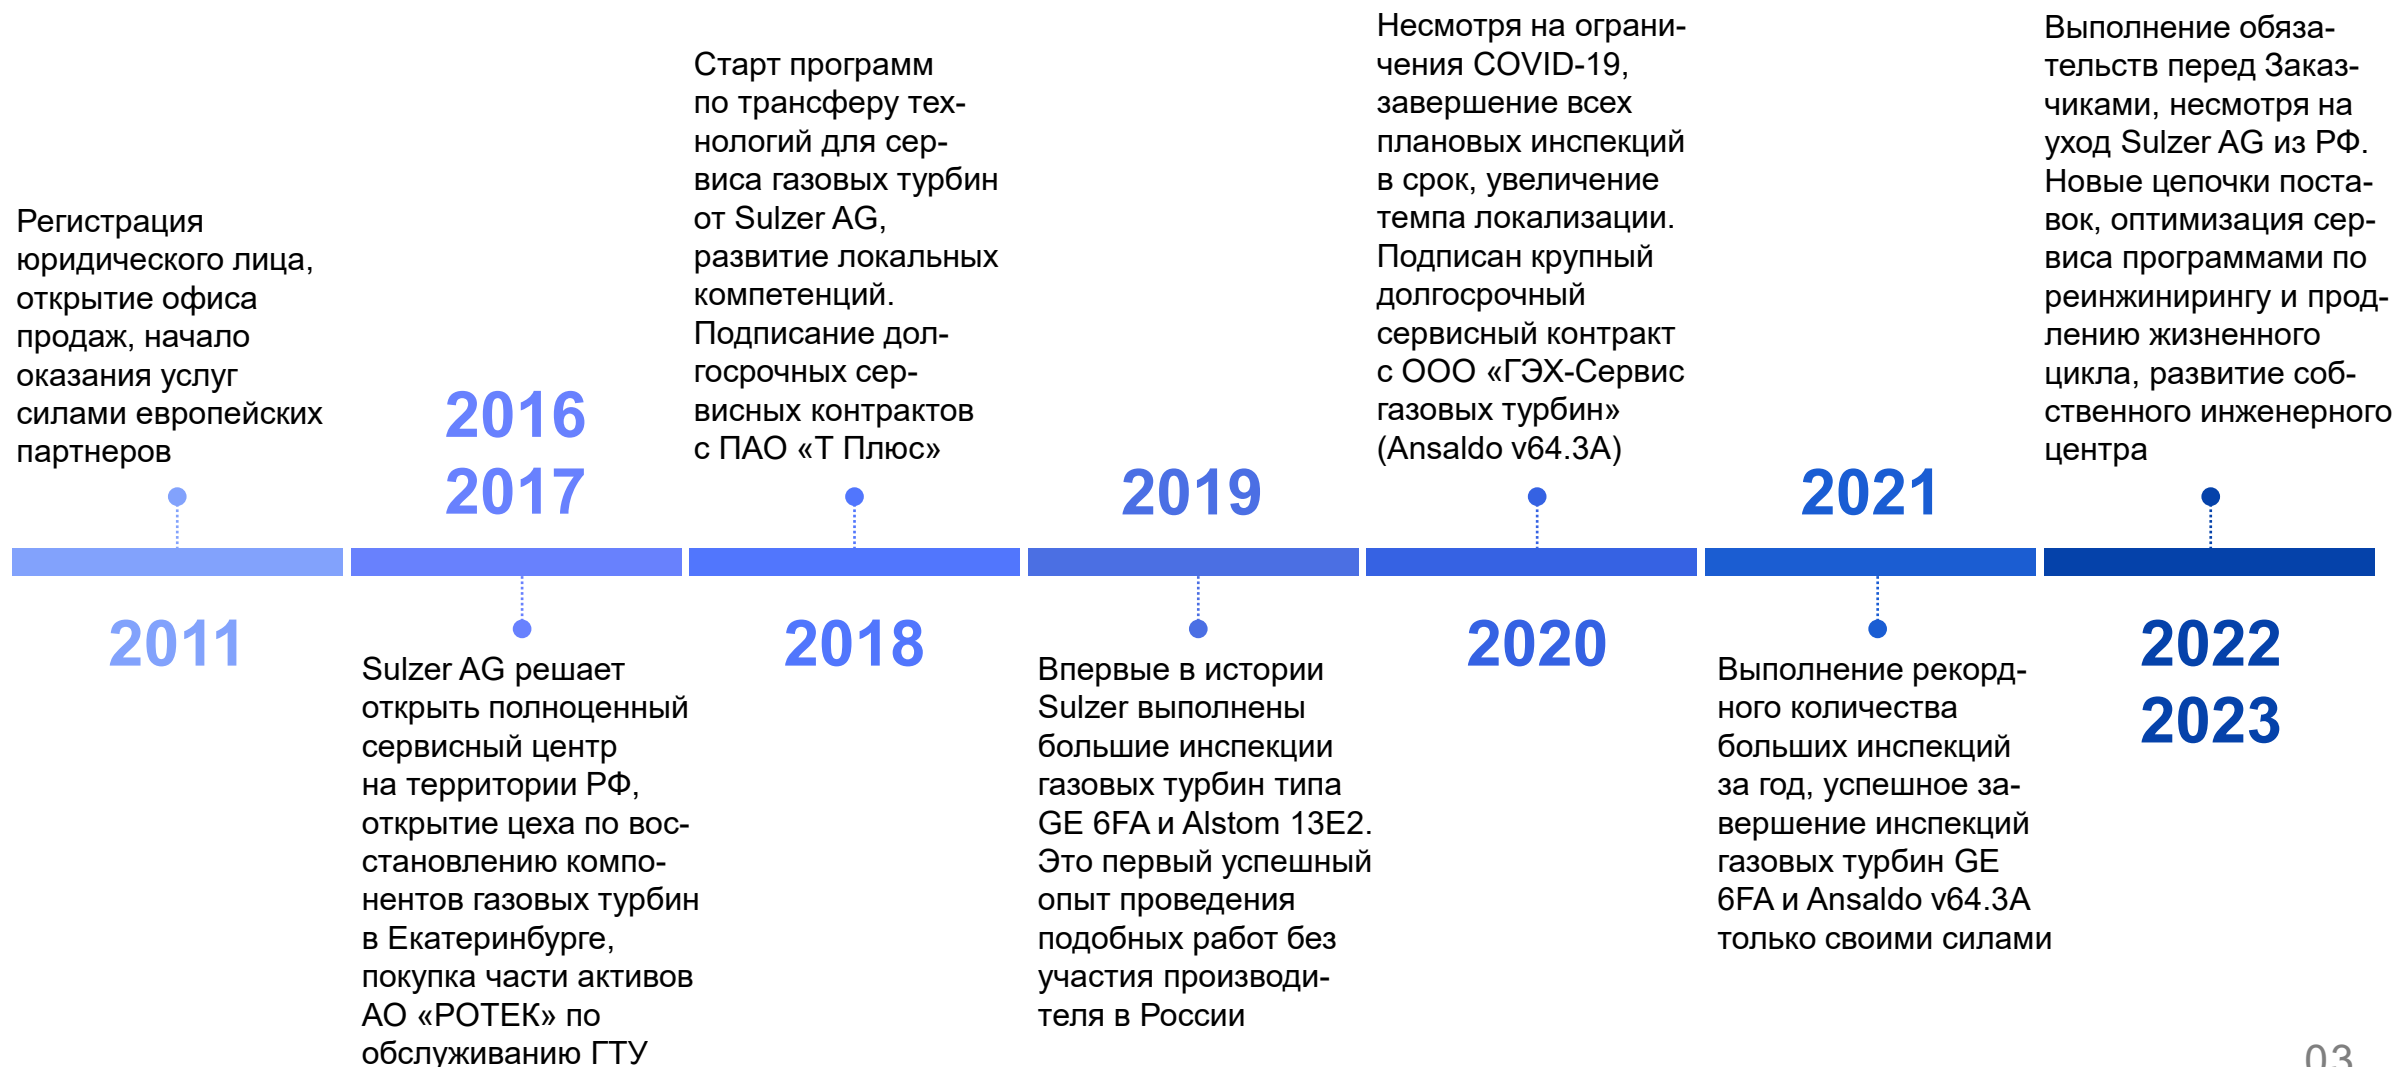 Регистрация
юридического лица,
открытие офиса
продаж, начало
оказания услуг
силами европейских
партнеров
2011
2016
2017
Sulzer AG решает
открыть полноценный
сервисный центр
на территории РФ,
открытие цеха по вос-
становлению компо-
нентов газовых турбин
в Екатеринбурге,
покупка части активов
АО «РОТЕК» по
обслуживанию ГТУ
Старт программ
по трансферу тех-
нологий для сер-
виса газовых турбин
от Sulzer AG,
развитие локальных
компетенций.
Подписание дол-
госрочных сер-
висных контрактов
с ПАО «Т Плюс»
2018
2019
Впервые в истории
Sulzer выполнены
большие инспекции
газовых турбин типа
GE 6FA и Alstom 13E2.
Это первый успешный
опыт проведения
подобных работ без
участия производи-
теля в России
Несмотря на ограни-
чения COVID-19,
завершение всех
плановых инспекций
в срок, увеличение
темпа локализации.
Подписан крупный
долгосрочный
сервисный контракт
с ООО «ГЭХ-Сервис
газовых турбин»
(Ansaldo v64.3A)
2020
2021
Выполнение рекорд-
ного количества
больших инспекций
за год, успешное за-
вершение инспекций
газовых турбин GE
6FA и Ansaldo v64.3A
только своими силами
Выполнение обяза-
тельств перед Заказ-
чиками, несмотря на
уход Sulzer AG из РФ.
Новые цепочки поста-
вок, оптимизация сер-
виса программами по
реинжинирингу и прод-
лению жизненного
цикла, развитие соб-
ственного инженерного
центра
2022
2023
03